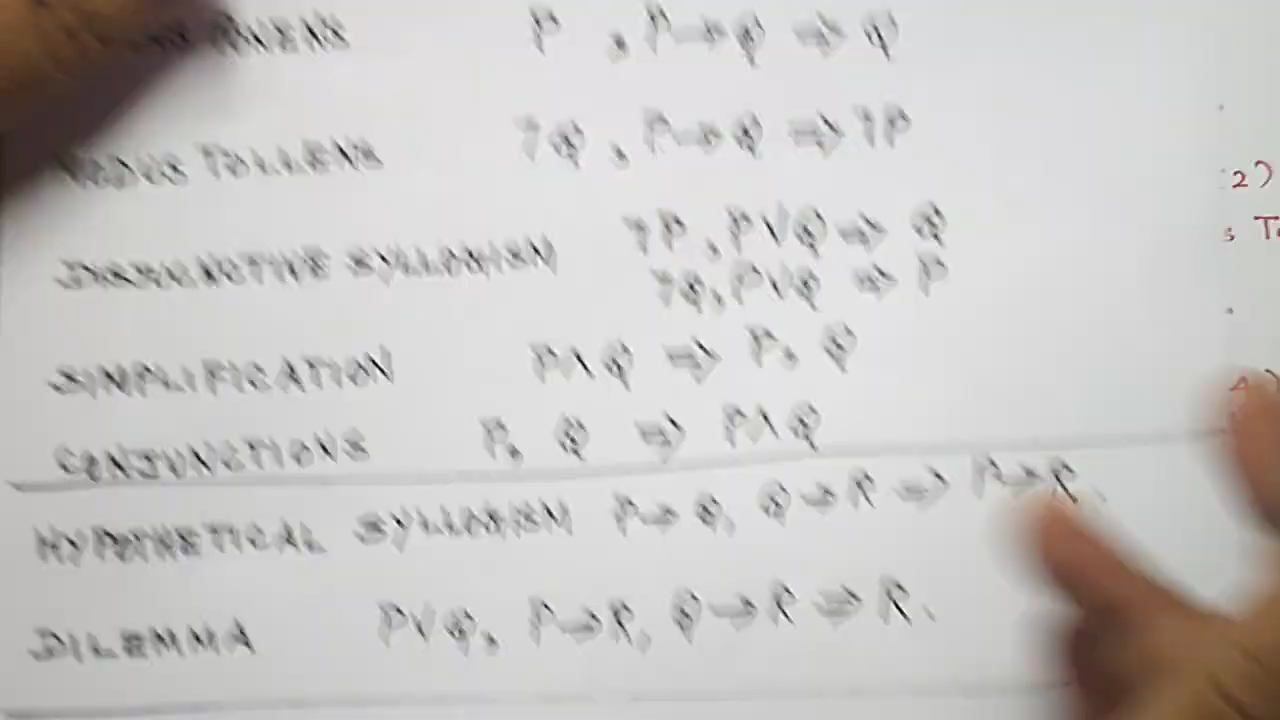 P , P→Q ⇒ Q
MODUS TOLLENS ¬Q , P→Q ⇒ ¬P
DISJUNCTIVE SYLLOGISM ¬P , P∨Q ⇒ Q
¬Q, P∨Q ⇒ P
SIMPLIFICATION P∧Q ⇒ P, Q
CONJUNCTIONS P, Q ⇒ P∧Q
HYPOTHETICAL SYLLOGISM P→Q, Q→R ⇒ P→R.
DILEMMA P∨Q, P→R, Q→R ⇒ R.
2)